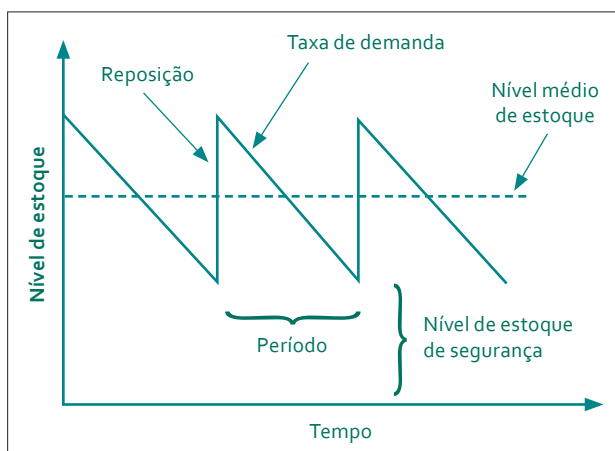 Taxa de demanda
Reposição
Nível médio
de estoque
Nível de estoque
Período
Nível de estoque
de segurança
Tempo